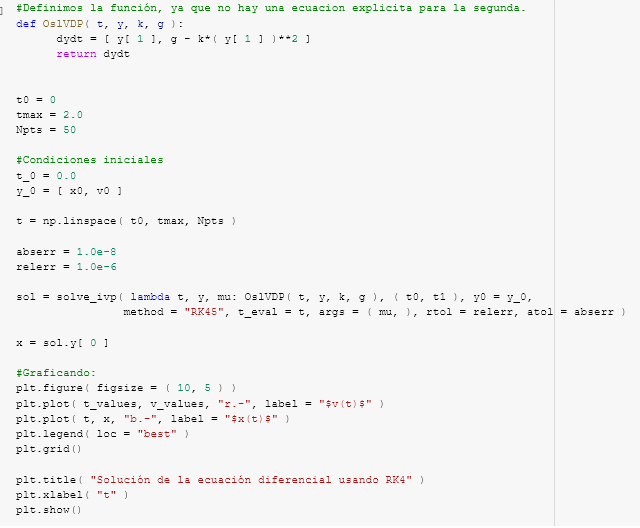 #Definimos la función, ya que no hay una ecuacion explicita para la segunda.
def OslVDP( t, y, k, g ):
      dydt = [ y[ 1 ], g - k*( y[ 1 ] )**2 ]
      return dydt
t0 = 0
tmax = 2.0
Npts = 50
#Condiciones iniciales
t_0 = 0.0
y_0 = [ x0, v0 ]
t = np.linspace( t0, tmax, Npts )
abserr = 1.0e-8
relerr = 1.0e-6
sol = solve_ivp( lambda t, y, mu: OslVDP( t, y, k, g ), ( t0, t1 ), y0 = y_0,
                method = "RK45", t_eval = t, args = ( mu, ), rtol = relerr, atol = abserr )
x = sol.y[ 0 ]
#Graficando:
plt.figure( figsize = ( 10, 5 ) )
plt.plot( t_values, v_values, "r.-", label = "$v(t)$" )
plt.plot( t, x, "b.-", label = "$x(t)$" )
plt.legend( loc = "best" )
plt.grid()
plt.title( "Solución de la ecuación diferencial usando RK4" )
plt.xlabel( "t" )
plt.show()